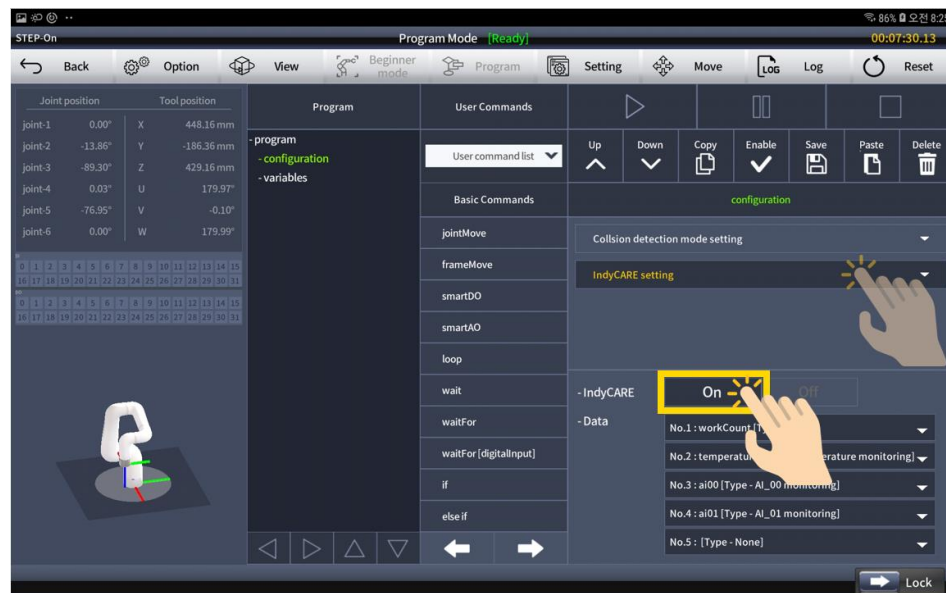 86% 오전 8:25
STEP-On Program Mode [Ready] 00:07:30.13
Back Option View Beginner mode Program Setting Move LOG Log Reset
Joint position Tool position
joint-1 0.00° X 448.16 mm
joint-2 -13.86° Y -186.36 mm
joint-3 -89.30° Z 429.16 mm
joint-4 0.03° U 179.97°
joint-5 -76.95° V -0.10°
joint-6 0.00° W 179.99°
0 1 2 3 4 5 6 7 8 9 10 11 12 13 14 15
16 17 18 19 20 21 22 23 24 25 26 27 28 29 30 31
0 1 2 3 4 5 6 7 8 9 10 11 12 13 14 15
16 17 18 19 20 21 22 23 24 25 26 27 28 29 30 31
Program
- program
- configuration
- variables
User Commands
User command list
Basic Commands
jointMove
frameMove
smartDO
smartAO
loop
wait
waitFor
waitFor [digitalInput]
if
else if
Up Down Copy Enable Save Paste Delete
configuration
Collsion detection mode setting
IndyCARE setting
- IndyCARE On Off
- Data
No.1 : workCount
No.2 : monitoring]
No.3 : ai00 [Type - AI_00 monitoring]
No.4 : ai01 [Type - AI_01 monitoring]
No.5 : [Type - None]
Lock